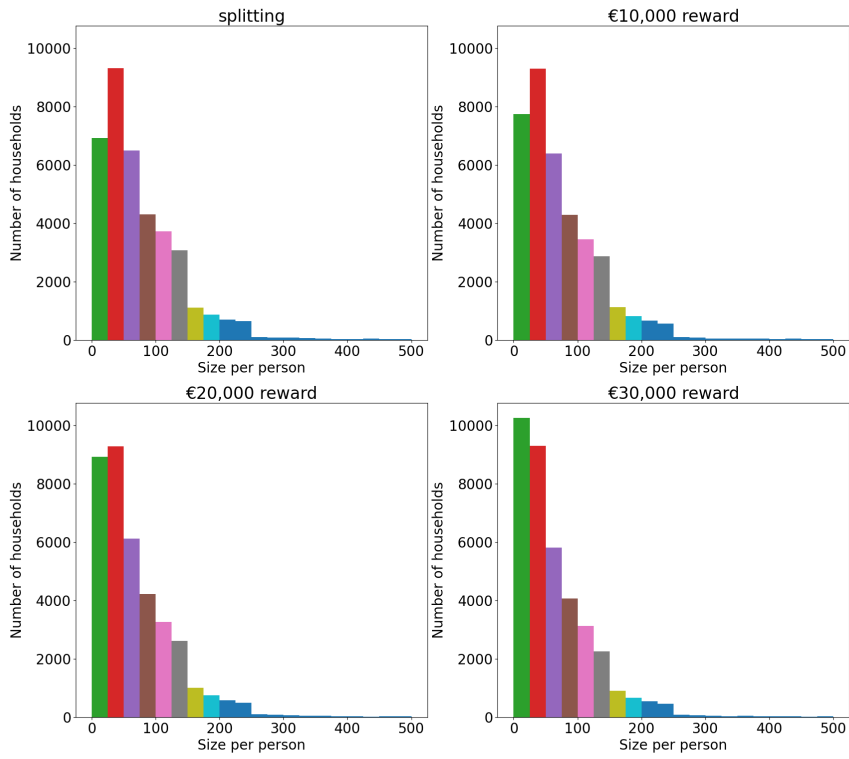 splitting
10000
8000
6000
4000
2000
0
Number of households
0 100 200 300 400 500
Size per person
€10,000 reward
10000
8000
6000
4000
2000
0
Number of households
0 100 200 300 400 500
Size per person
€20,000 reward
10000
8000
6000
4000
2000
0
Number of households
0 100 200 300 400 500
Size per person
€30,000 reward
10000
8000
6000
4000
2000
0
Number of households
0 100 200 300 400 500
Size per person